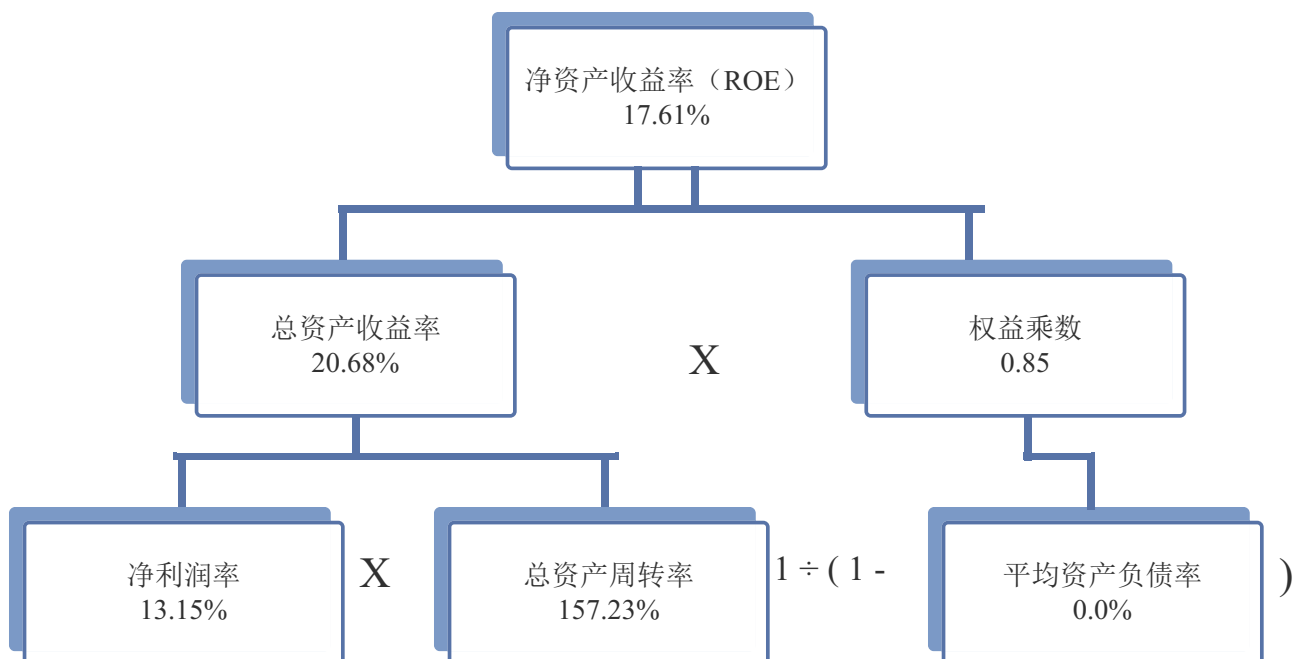 净资产收益率（ROE）
17.61%
总资产收益率
20.68%
X
权益乘数
0.85
净利润率
13.15%
X
总资产周转率
157.23%
1 ÷ ( 1 -
平均资产负债率
0.0%
)